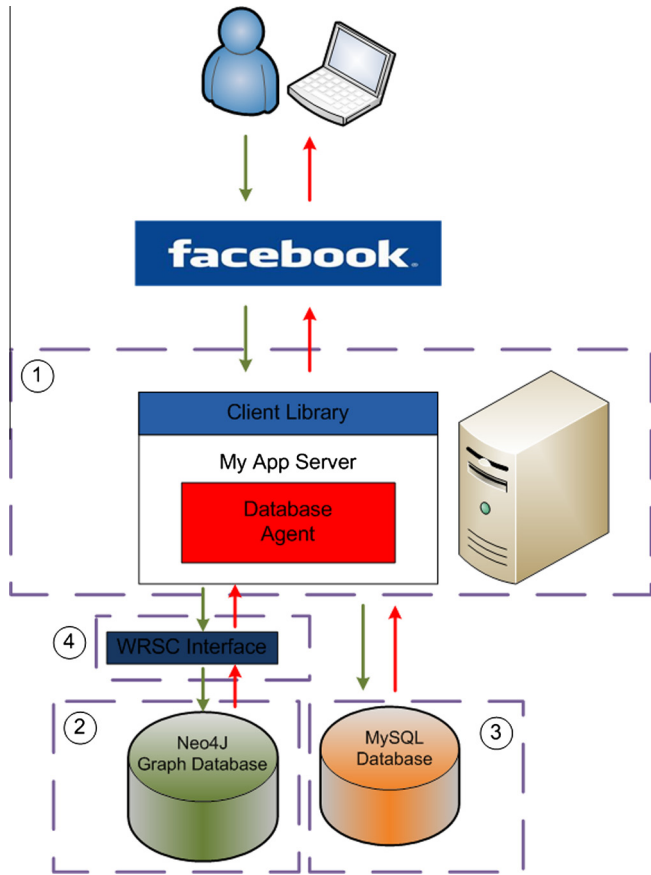 facebook.
1
Client Library
My App Server
Database
Agent
4
WRSC Interface
2
Neo4J
Graph Database
MySQL
Database
3